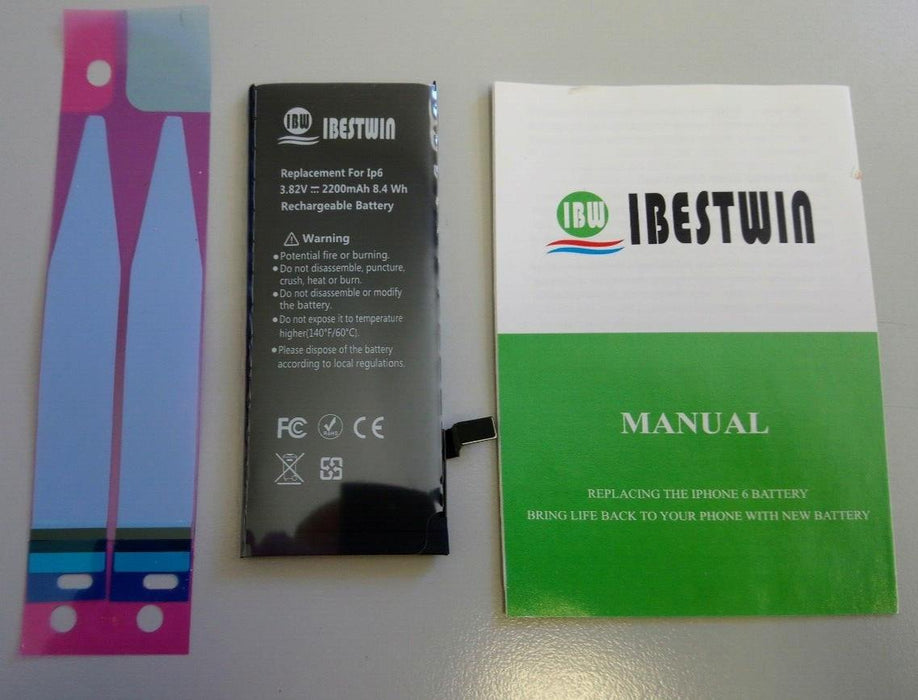 IBW IBESTWIN
Replacement For Ip6
3.82V ⎓ 2200mAh 8.4 Wh
Rechargeable Battery
Warning
• Potential fire or burning.
• Do not disassemble, puncture,
crush, heat or burn.
• Do not disassemble or modify
the battery.
• Do not expose it to temperature
higher(140°F/60°C).
• Please dispose of the battery
according to local regulations.
FC RoHS CE
IBW IBESTWIN
MANUAL
REPLACING THE IPHONE 6 BATTERY
BRING LIFE BACK TO YOUR PHONE WITH NEW BATTERY